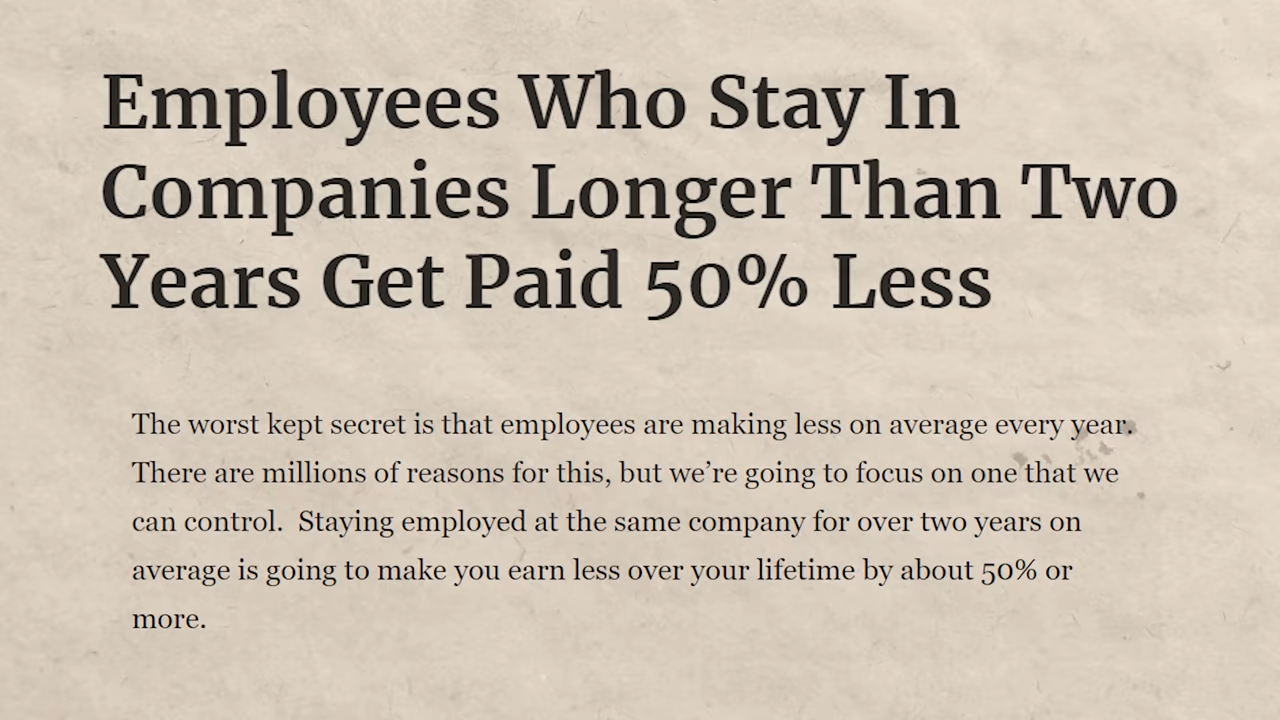 Employees Who Stay In
Companies Longer Than Two
Years Get Paid 50% Less
The worst kept secret is that employees are making less on average every year.
There are millions of reasons for this, but we’re going to focus on one that we
can control.  Staying employed at the same company for over two years on
average is going to make you earn less over your lifetime by about 50% or
more.